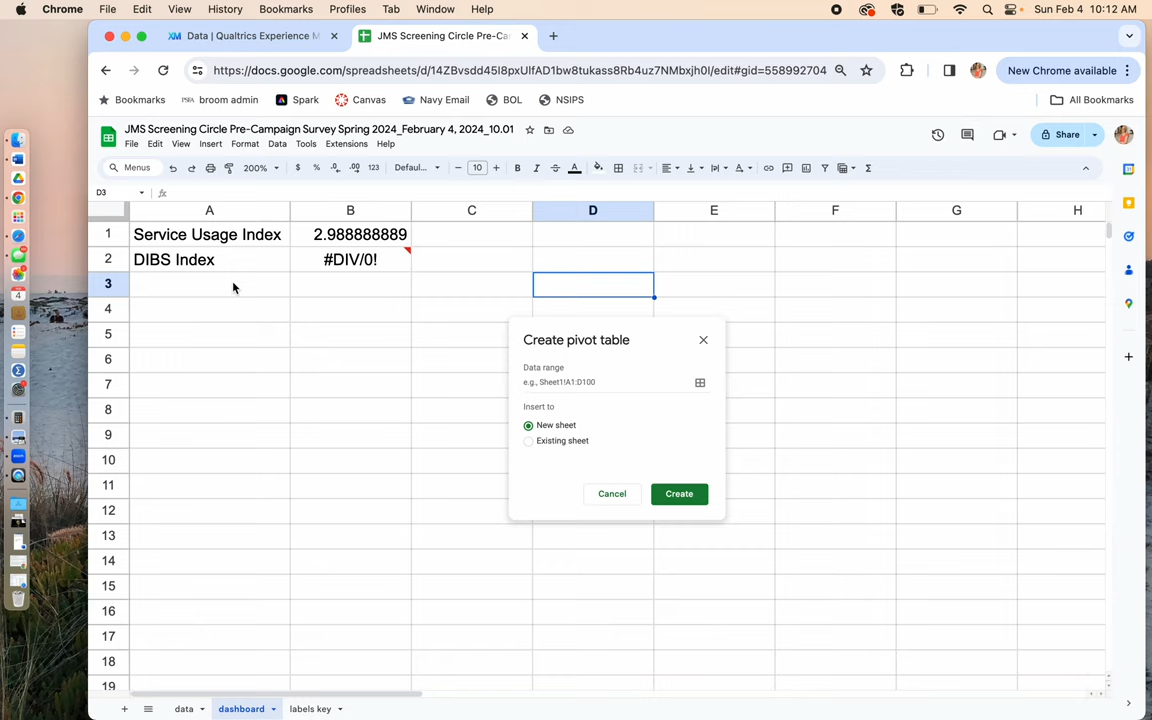 Chrome File Edit View History Bookmarks Profiles Tab Window Help Sun Feb 4 10:12 AM
XM Data | Qualtrics Experience M JMS Screening Circle Pre-Ca
https://docs.google.com/spreadsheets/d/14ZBvsdd45I8pxUlfAD1bw8tukass8Rb4uz7NMbxjh0I/edit#gid=558992704 New Chrome available
Bookmarks broom admin Spark Canvas Navy Email BOL NSIPS All Bookmarks
JMS Screening Circle Pre-Campaign Survey Spring 2024_February 4, 2024_10.01
File Edit View Insert Format Data Tools Extensions Help
Share
Menus 200% $ % .0 .00 123 Defaul... 10 B I S A Σ
D3 fx
A B C D E F G H
1 Service Usage Index 2.988888889
2 DIBS Index #DIV/0!
3
4
5
6
7
8
9
10
11
12
13
14
15
16
17
18
19
Create pivot table
Data range
e.g., Sheet1!A1:D100
Insert to
New sheet
Existing sheet
Cancel Create
data dashboard labels key